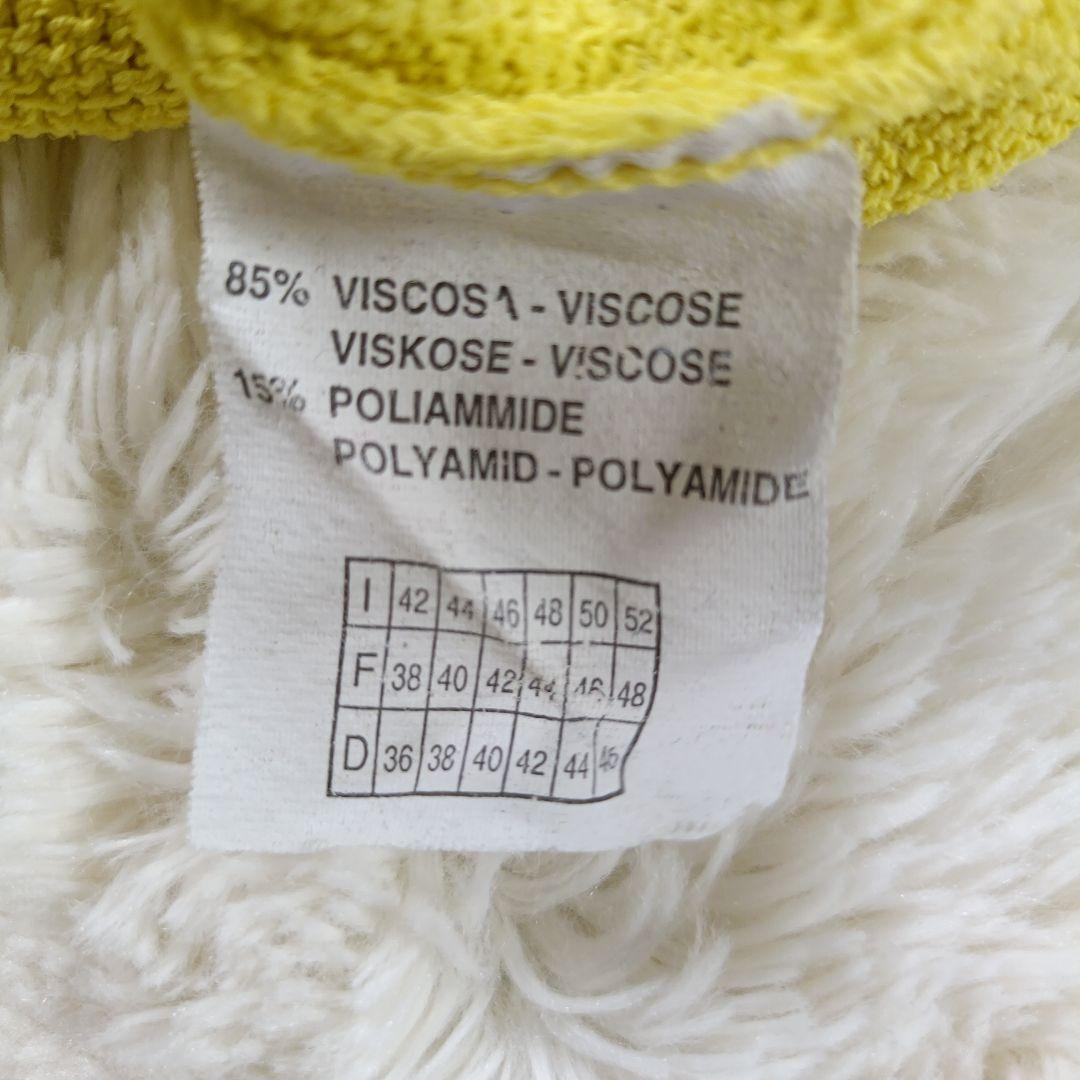 85% VISCOSA - VISCOSE
VISKOSE - VISCOSE
15% POLIAMMIDE
POLYAMID - POLYAMIDE
I 42 44 46 48 50 52
F 38 40 42 44 46 48
D 36 38 40 42 44 46